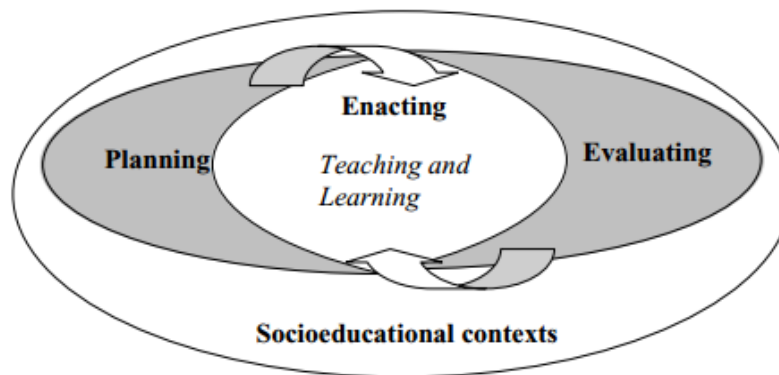 Enacting
Planning
Teaching and
Learning
Evaluating
Socioeducational contexts